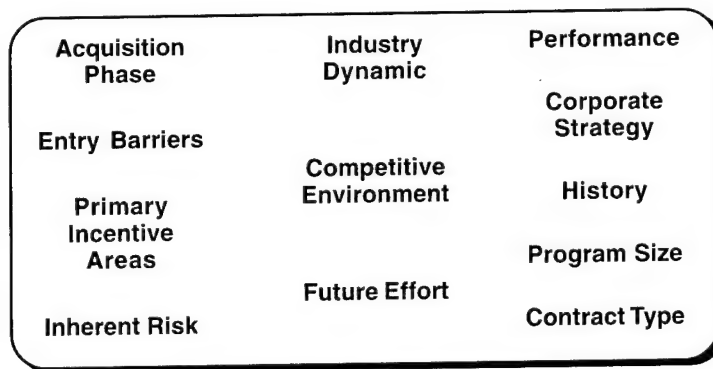 Acquisition
Phase
Entry Barriers
Primary
Incentive
Areas
Inherent Risk
Industry
Dynamic
Competitive
Environment
Future Effort
Performance
Corporate
Strategy
History
Program Size
Contract Type